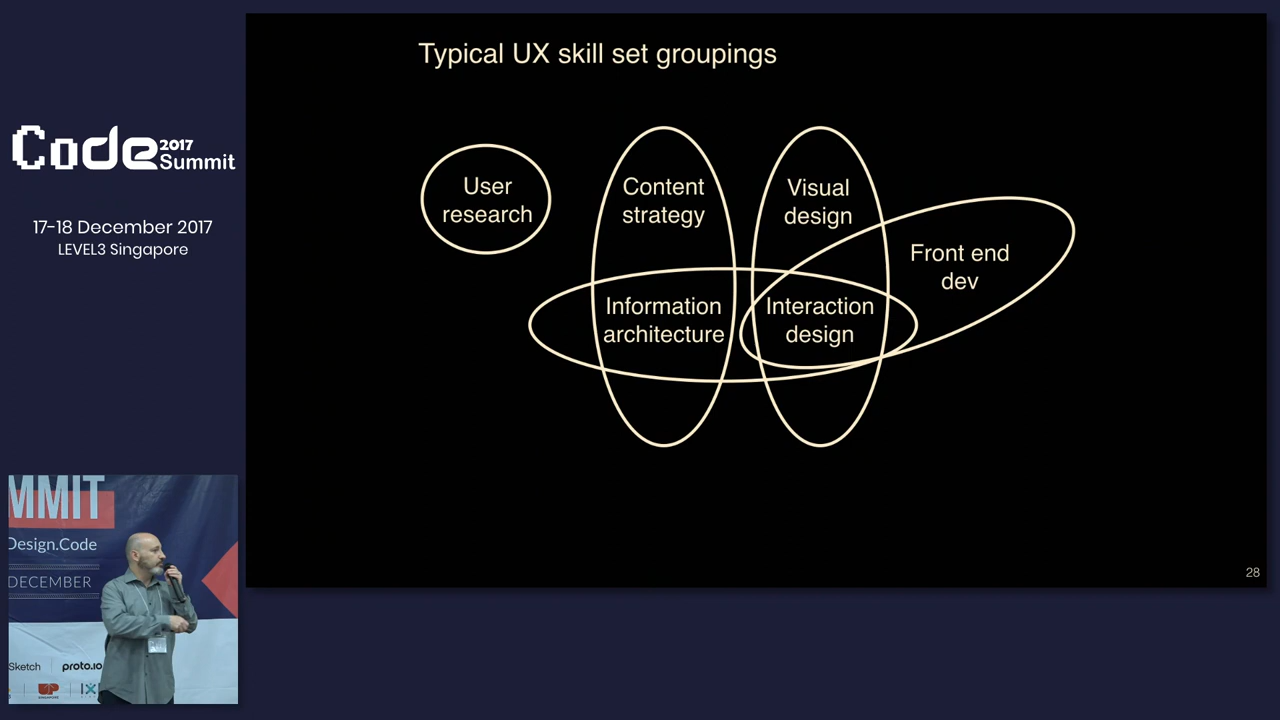 Typical UX skill set groupings
Code 2017
Summit
17-18 December 2017
LEVEL3 Singapore
User
research
Content
strategy
Visual
design
Front end
dev
Information
architecture
Interaction
design
28
MMIT
Design.Code
DECEMBER
Sketch
proto.io